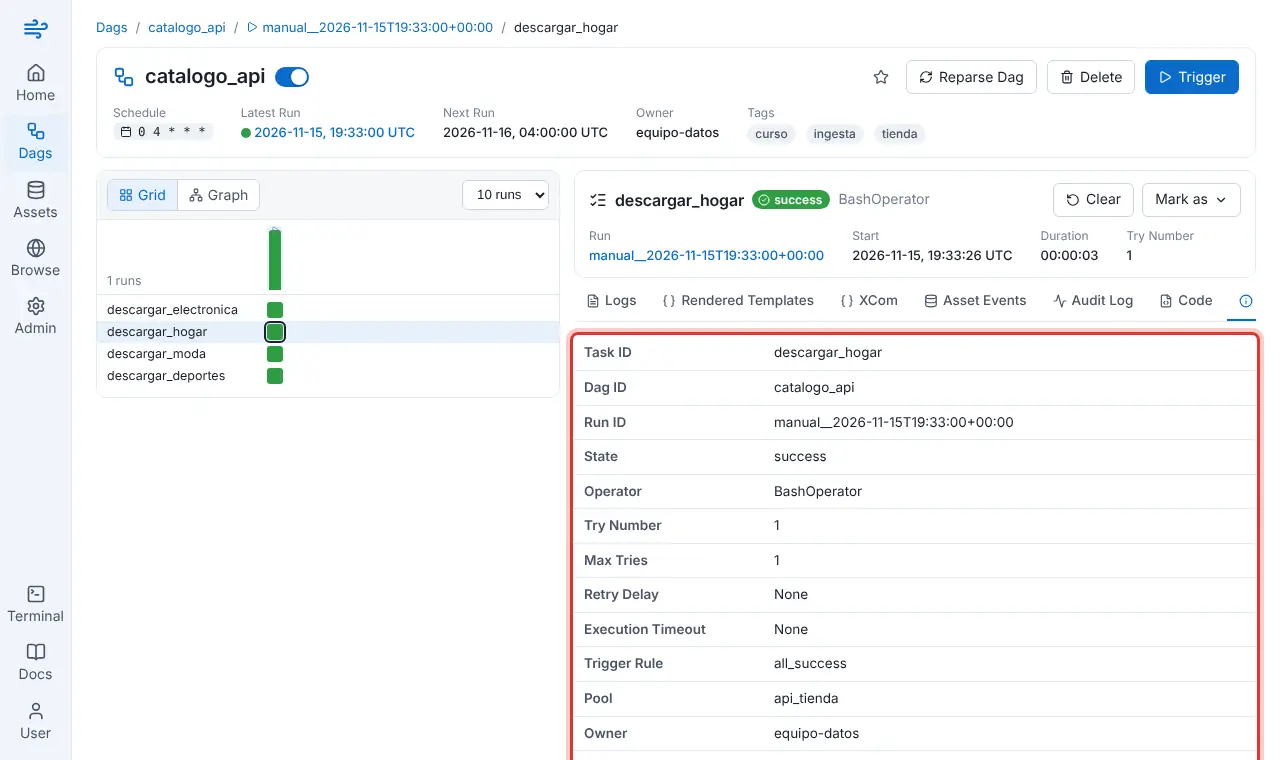 Dags / catalogo_api / manual__2026-11-15T19:33:00+00:00 / descargar_hogar
Home
Dags
Assets
Browse
Admin
Terminal
Docs
User
catalogo_api
Reparse Dag
Delete
Trigger
Schedule
0 4 * * *
Latest Run
2026-11-15, 19:33:00 UTC
Next Run
2026-11-16, 04:00:00 UTC
Owner
equipo-datos
Tags
curso ingesta tienda
Grid
Graph
10 runs
1 runs
descargar_electronica
descargar_hogar
descargar_moda
descargar_deportes
descargar_hogar success BashOperator
Clear
Mark as
Run
manual__2026-11-15T19:33:00+00:00
Start
2026-11-15, 19:33:26 UTC
Duration
00:00:03
Try Number
1
Logs
{ } Rendered Templates
{ } XCom
Asset Events
Audit Log
Code
Task ID descargar_hogar
Dag ID catalogo_api
Run ID manual__2026-11-15T19:33:00+00:00
State success
Operator BashOperator
Try Number 1
Max Tries 1
Retry Delay None
Execution Timeout None
Trigger Rule all_success
Pool api_tienda
Owner equipo-datos